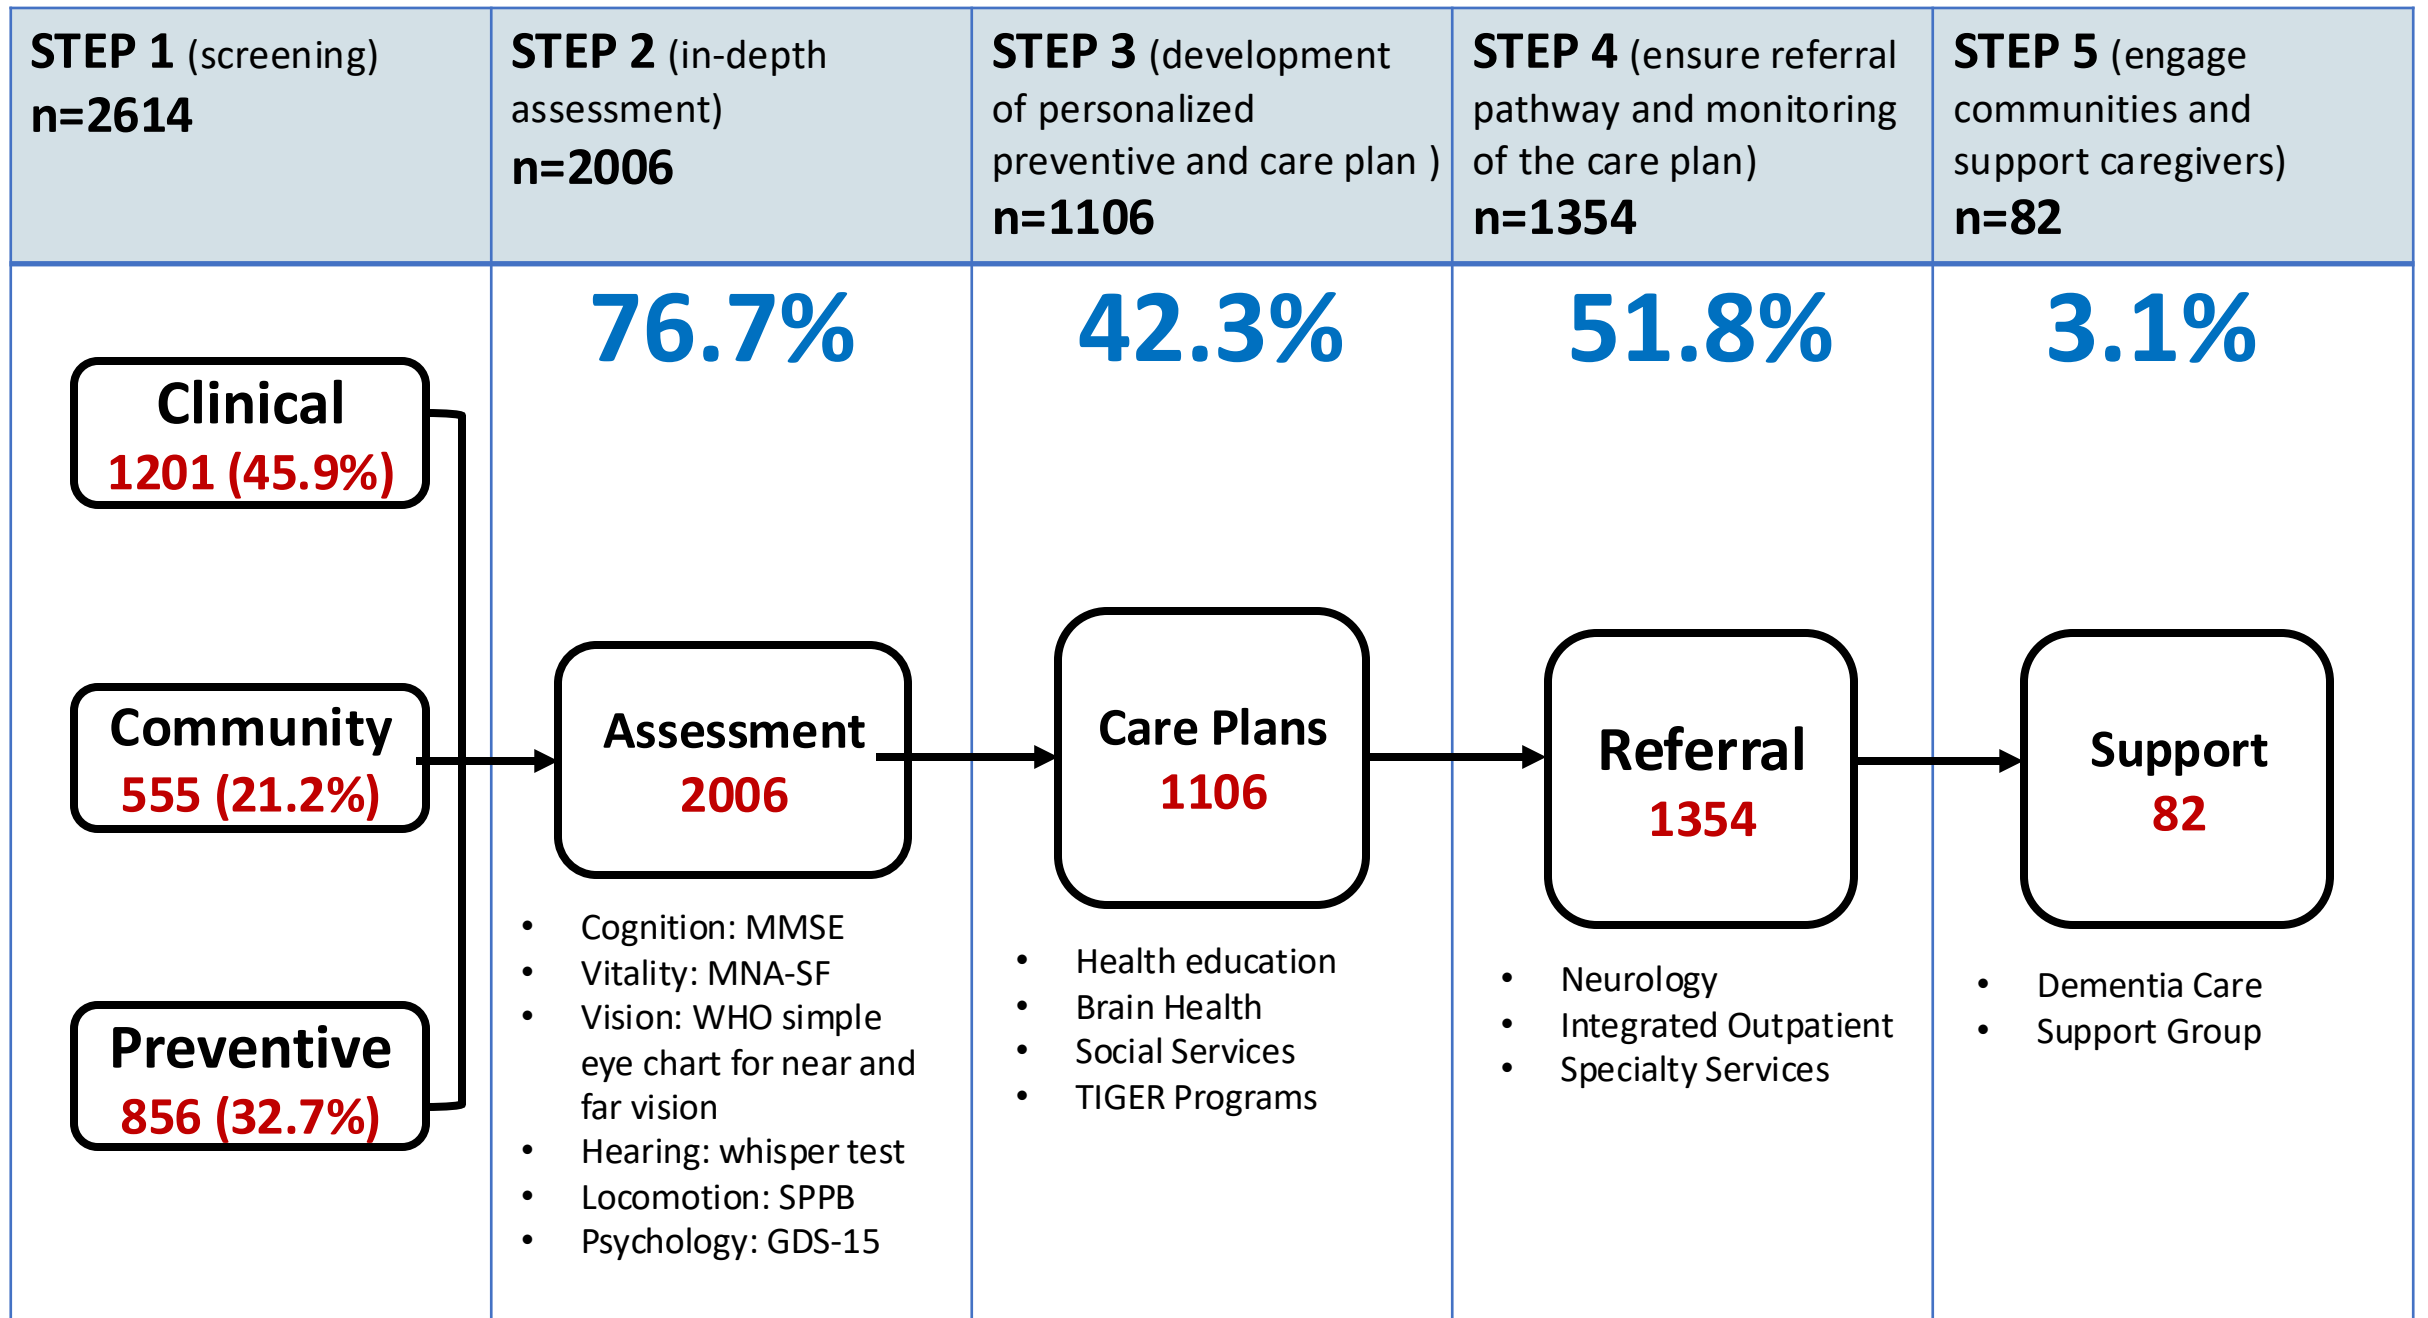 STEP 1 (screening)
n=2614
STEP 2 (in-depth
assessment)
n=2006
STEP 3 (development
of personalized
preventive and care plan )
n=1106
STEP 4 (ensure referral
pathway and monitoring
of the care plan)
n=1354
STEP 5 (engage
communities and
support caregivers)
n=82
Clinical
1201 (45.9%)
Community
555 (21.2%)
Preventive
856 (32.7%)
76.7%
Assessment
2006
• Cognition: MMSE
• Vitality: MNA-SF
• Vision: WHO simple
eye chart for near and
far vision
• Hearing: whisper test
• Locomotion: SPPB
• Psychology: GDS-15
42.3%
Care Plans
1106
• Health education
• Brain Health
• Social Services
• TIGER Programs
51.8%
Referral
1354
• Neurology
• Integrated Outpatient
• Specialty Services
3.1%
Support
82
• Dementia Care
• Support Group